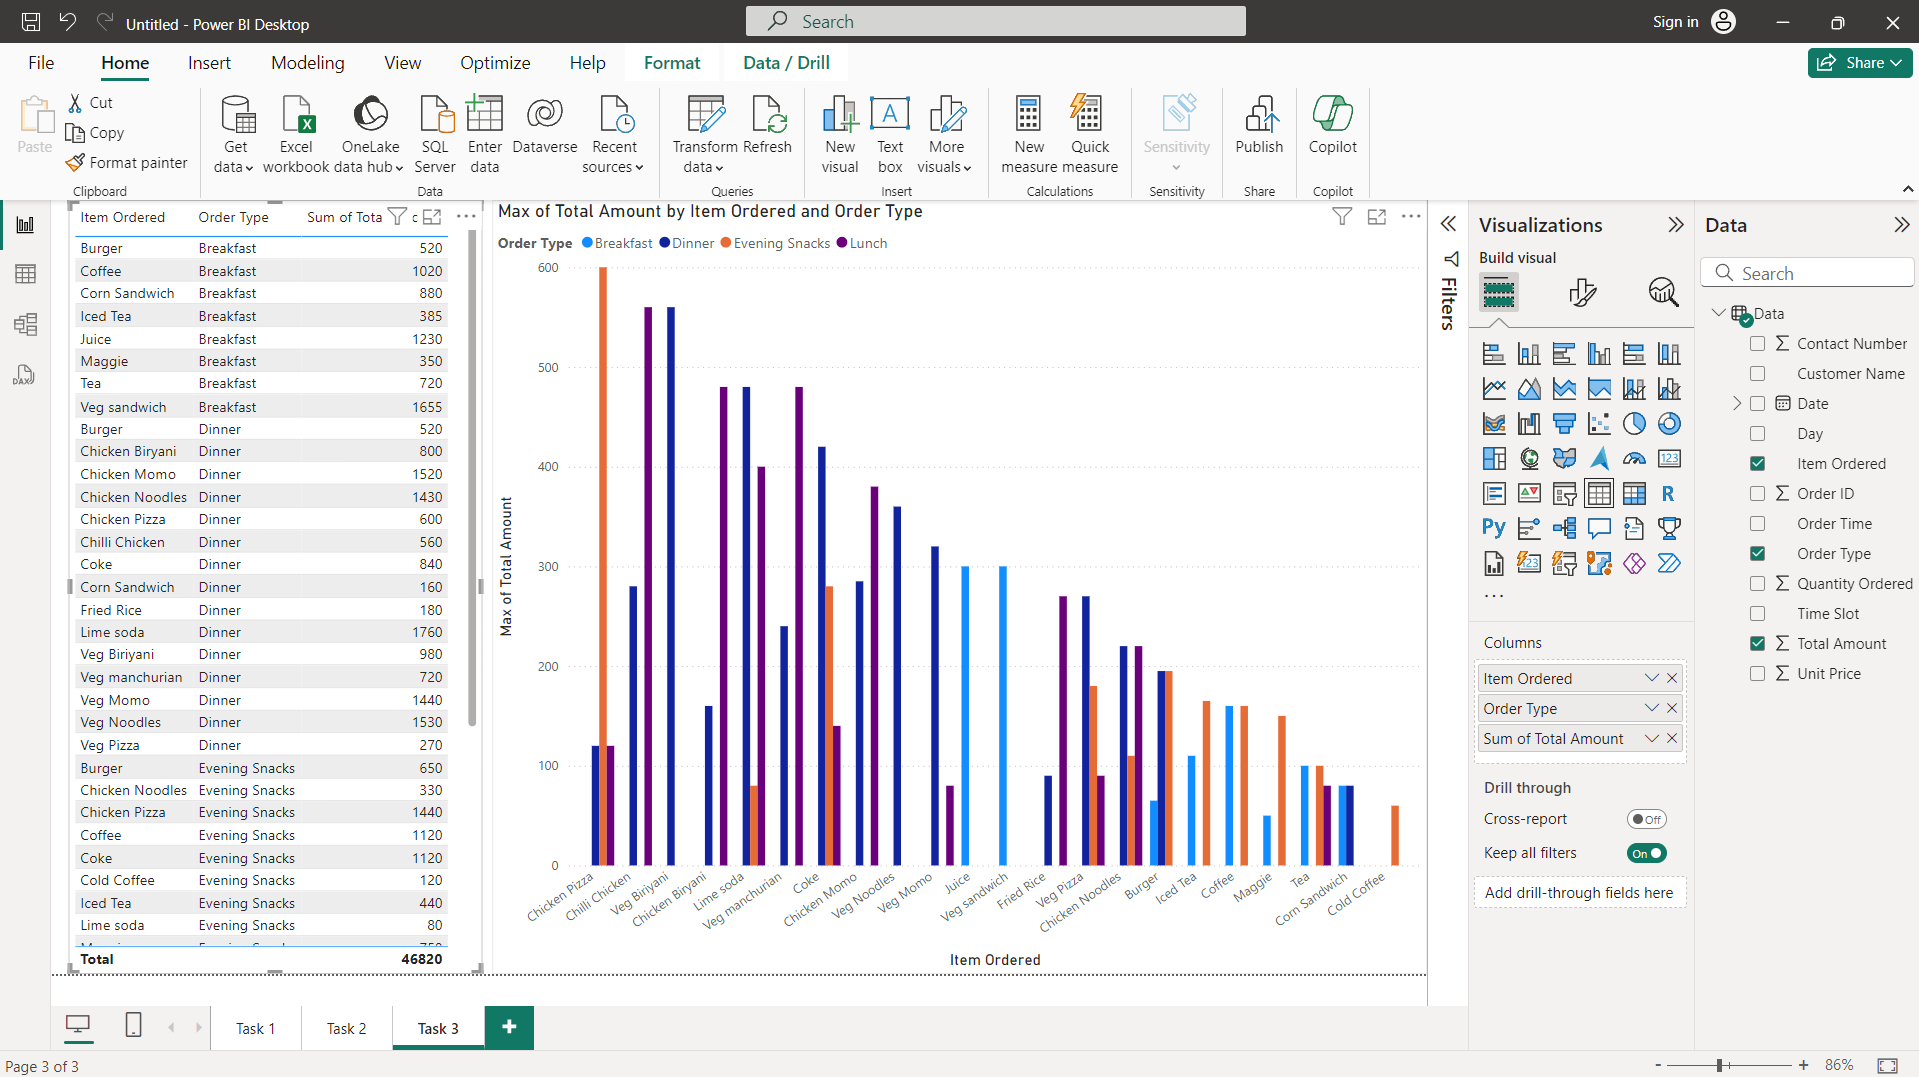 Untitled - Power BI Desktop
Search
Sign in
File
Home
Insert
Modeling
View
Optimize
Help
Format
Data / Drill
Share
Paste
Cut
Copy
Format painter
Clipboard
Get data
Excel workbook
OneLake data hub
SQL Server
Enter data
Dataverse
Recent sources
Data
Transform data
Refresh
Queries
New visual
Text box
More visuals
Insert
New measure
Quick measure
Calculations
Sensitivity
Sensitivity
Publish
Share
Copilot
Copilot
Item Ordered Order Type Sum of Tota
Burger Breakfast 520
Coffee Breakfast 1020
Corn Sandwich Breakfast 880
Iced Tea Breakfast 385
Juice Breakfast 1230
Maggie Breakfast 350
Tea Breakfast 720
Veg sandwich Breakfast 1655
Burger Dinner 520
Chicken Biryani Dinner 800
Chicken Momo Dinner 1520
Chicken Noodles Dinner 1430
Chicken Pizza Dinner 600
Chilli Chicken Dinner 560
Coke Dinner 840
Corn Sandwich Dinner 160
Fried Rice Dinner 180
Lime soda Dinner 1760
Veg Biriyani Dinner 980
Veg manchurian Dinner 720
Veg Momo Dinner 1440
Veg Noodles Dinner 1530
Veg Pizza Dinner 270
Burger Evening Snacks 650
Chicken Noodles Evening Snacks 330
Chicken Pizza Evening Snacks 1440
Coffee Evening Snacks 1120
Coke Evening Snacks 1120
Cold Coffee Evening Snacks 120
Iced Tea Evening Snacks 440
Lime soda Evening Snacks 80
Total 46820
Max of Total Amount by Item Ordered and Order Type
Order Type Breakfast Dinner Evening Snacks Lunch
600
500
400
300
200
100
0
Max of Total Amount
Chicken Pizza
Chilli Chicken
Veg Biriyani
Chicken Biryani
Lime soda
Veg manchurian
Coke
Chicken Momo
Veg Noodles
Veg Momo
Juice
Veg sandwich
Fried Rice
Veg Pizza
Chicken Noodles
Burger
Iced Tea
Coffee
Maggie
Tea
Corn Sandwich
Cold Coffee
Item Ordered
Filters
Visualizations
Build visual
123
R
Py
123
...
Columns
Item Ordered
Order Type
Sum of Total Amount
Drill through
Cross-report Off
Keep all filters On
Add drill-through fields here
Data
Search
Data
Contact Number
Customer Name
Date
Day
Item Ordered
Order ID
Order Time
Order Type
Quantity Ordered
Time Slot
Total Amount
Unit Price
DAX
Task 1
Task 2
Task 3
+
Page 3 of 3
- + 86%